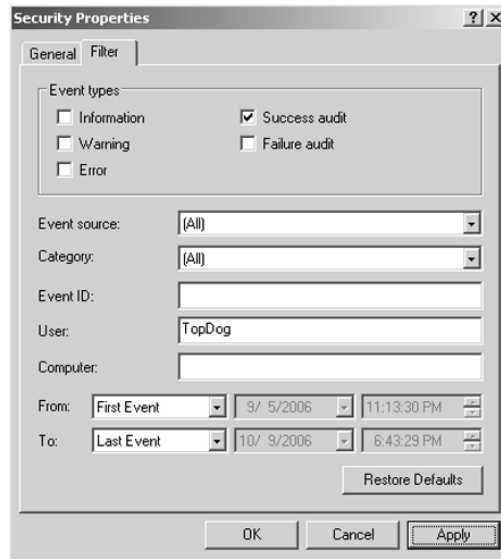 Security Properties
General Filter
Event types
Information Success audit
Warning Failure audit
Error
Event source: (All)
Category: (All)
Event ID:
User: TopDog
Computer:
From: First Event 9/ 5/2006 11:13:30 PM
To: Last Event 10/ 9/2006 6:43:29 PM
Restore Defaults
OK Cancel Apply